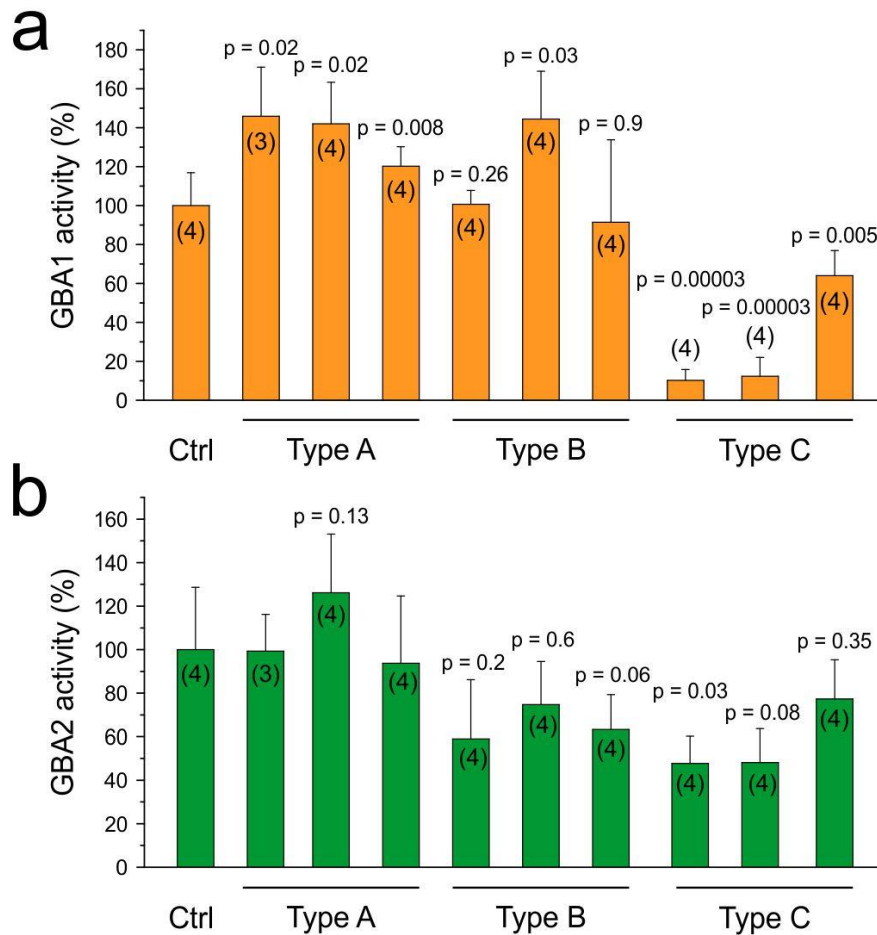 a
GBA1 activity (%)
180
160
140
120
100
80
60
40
20
0
p = 0.02
p = 0.02
p = 0.008
p = 0.26
p = 0.03
p = 0.9
p = 0.00003
p = 0.00003
p = 0.005
(4)
(3)
(4)
(4)
(4)
(4)
(4)
(4)
(4)
(4)
Ctrl Type A Type B Type C
b
GBA2 activity (%)
160
140
120
100
80
60
40
20
0
p = 0.13
p = 0.2
p = 0.6
p = 0.06
p = 0.03
p = 0.08
p = 0.35
(4)
(3)
(4)
(4)
(4)
(4)
(4)
(4)
(4)
(4)
Ctrl Type A Type B Type C